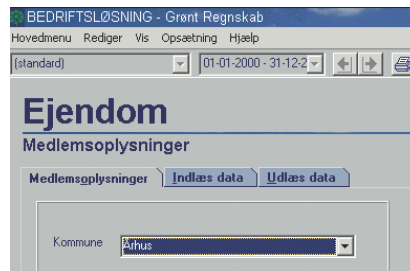 BEDRIFTSLØSNING - Grønt Regnskab
Hovedmenu Rediger Vis Opsætning Hjælp
(standard) 01-01-2000 - 31-12-2
Ejendom
Medlemsoplysninger
Medlemsoplysninger Indlæs data Udlæs data
Kommune Århus